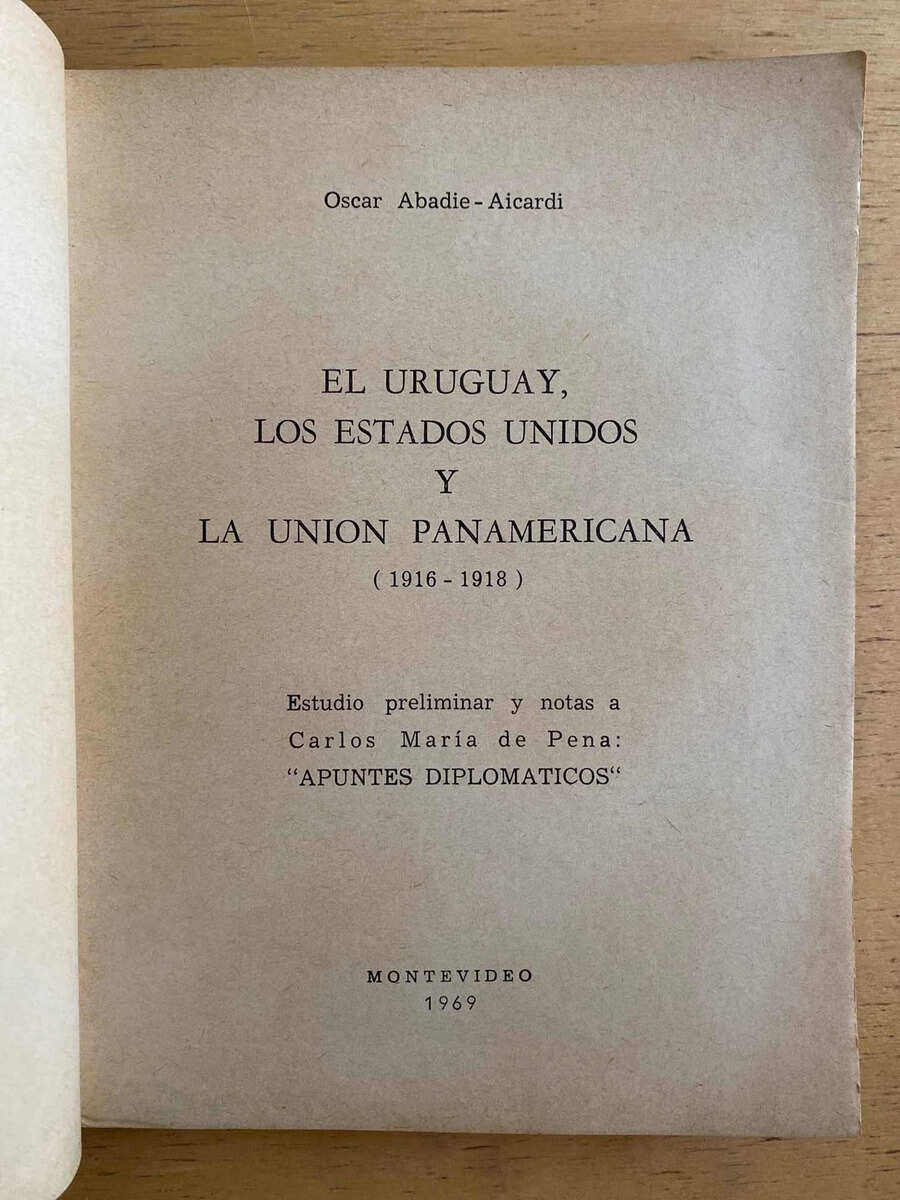 Oscar Abadie - Aicardi
EL URUGUAY,
LOS ESTADOS UNIDOS
Y
LA UNION PANAMERICANA
( 1916 - 1918 )
Estudio preliminar y notas a
Carlos María de Pena:
“APUNTES DIPLOMATICOS“
MONTEVIDEO
1969